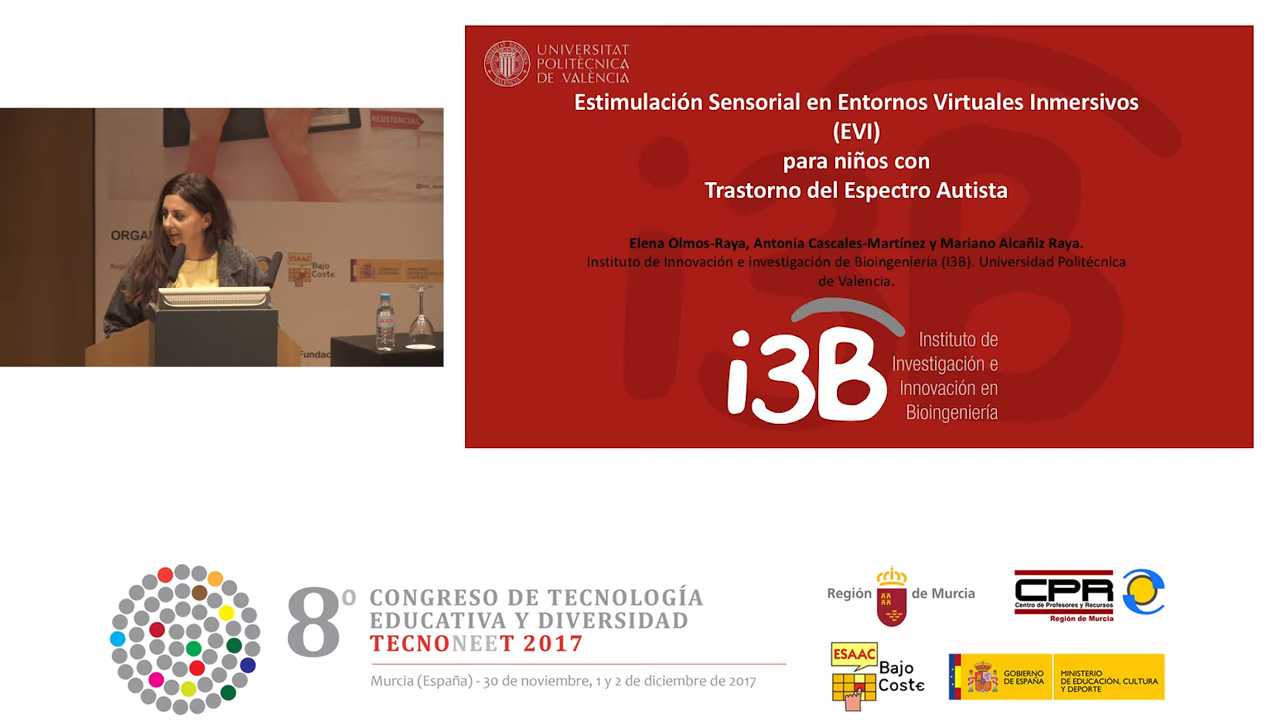 UNIVERSITAT
POLITÈCNICA
DE VALÈNCIA
Estimulación Sensorial en Entornos Virtuales Inmersivos
(EVI)
para niños con
Trastorno del Espectro Autista
Elena Olmos-Raya, Antonia Cascales-Martínez y Mariano Alcañiz Raya.
Instituto de Innovación e investigación de Bioingeniería (I3B). Universidad Politécnica
de Valencia.
i3B
Instituto de
Investigación e
Innovación en
Bioingeniería
RESISTENCIAS
ORGA
ESAAC
Bajo
Coste
Fundac
8º
CONGRESO DE TECNOLOGÍA
EDUCATIVA Y DIVERSIDAD
TECNONEET 2017
Murcia (España) - 30 de noviembre, 1 y 2 de diciembre de 2017
Región de Murcia
CPR
Centro de Profesores y Recursos
Región de Murcia
ESAAC
Bajo
Coste
GOBIERNO
DE ESPAÑA
MINISTERIO
DE EDUCACIÓN, CULTURA
Y DEPORTE